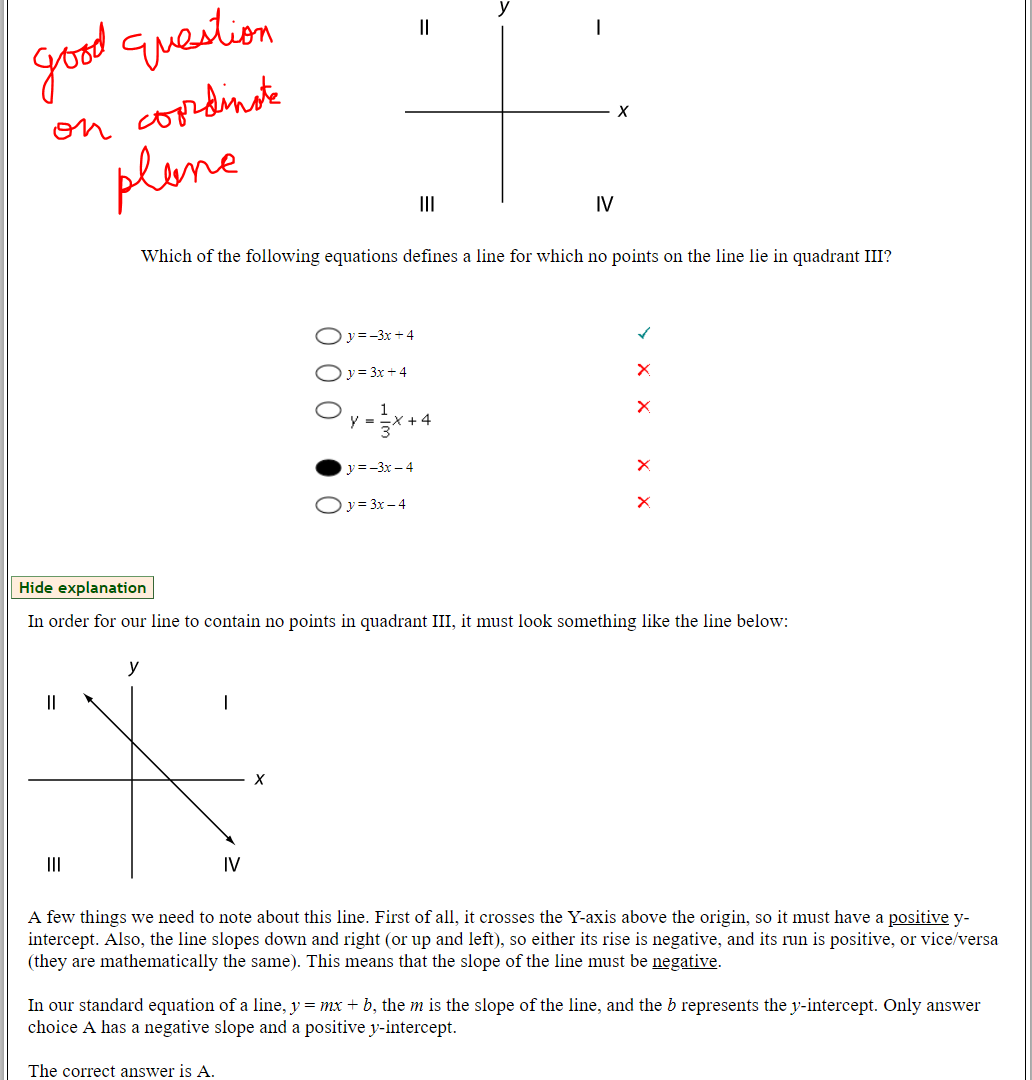 good question
on coordinate
plane
y
II I
x
III IV
Which of the following equations defines a line for which no points on the line lie in quadrant III?
y = –3x + 4
y = 3x + 4
y = 1/3 x + 4
y = –3x – 4
y = 3x – 4
Hide explanation
In order for our line to contain no points in quadrant III, it must look something like the line below:
y
II I
x
III IV
A few things we need to note about this line. First of all, it crosses the Y-axis above the origin, so it must have a positive y-
intercept. Also, the line slopes down and right (or up and left), so either its rise is negative, and its run is positive, or vice/versa
(they are mathematically the same). This means that the slope of the line must be negative.
In our standard equation of a line, y = mx + b, the m is the slope of the line, and the b represents the y-intercept. Only answer
choice A has a negative slope and a positive y-intercept.
The correct answer is A.